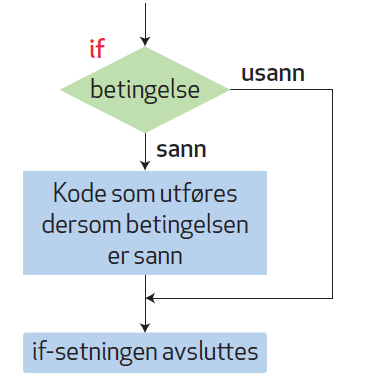 if
betingelse
usann
sann
Kode som utføres
dersom betingelsen
er sann
if-setningen avsluttes